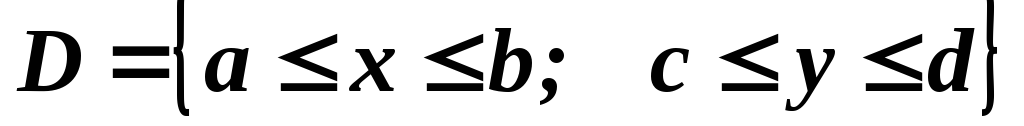 D = { a ≤ x ≤ b; c ≤ y ≤ d }